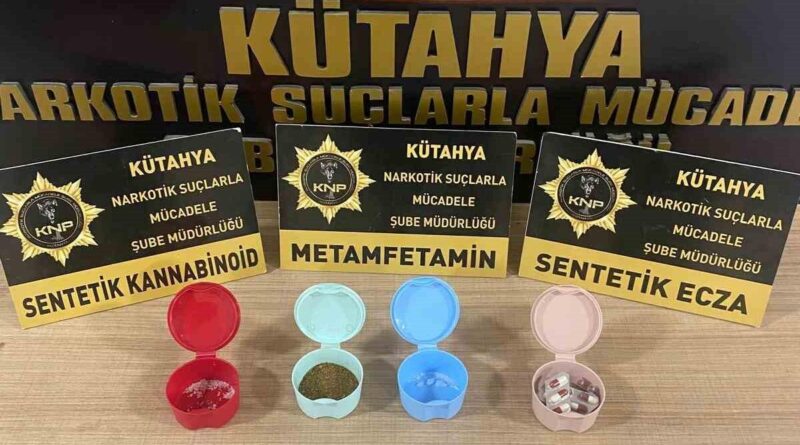 KÜTAHYA
NARKOTİK SUÇLARLA MÜCADELE
KÜTAHYA
NARKOTİK SUÇLARLA
MÜCADELE
ŞUBE MÜDÜRLÜĞÜ
KNP
SENTETİK KANNABİNOİD
KÜTAHYA
NARKOTİK SUÇLARLA
MÜCADELE
ŞUBE MÜDÜRLÜĞÜ
KNP
METAMFETAMİN
KÜTAHYA
NARKOTİK SUÇLARLA
MÜCADELE
ŞUBE MÜDÜRLÜĞÜ
KNP
SENTETİK ECZA